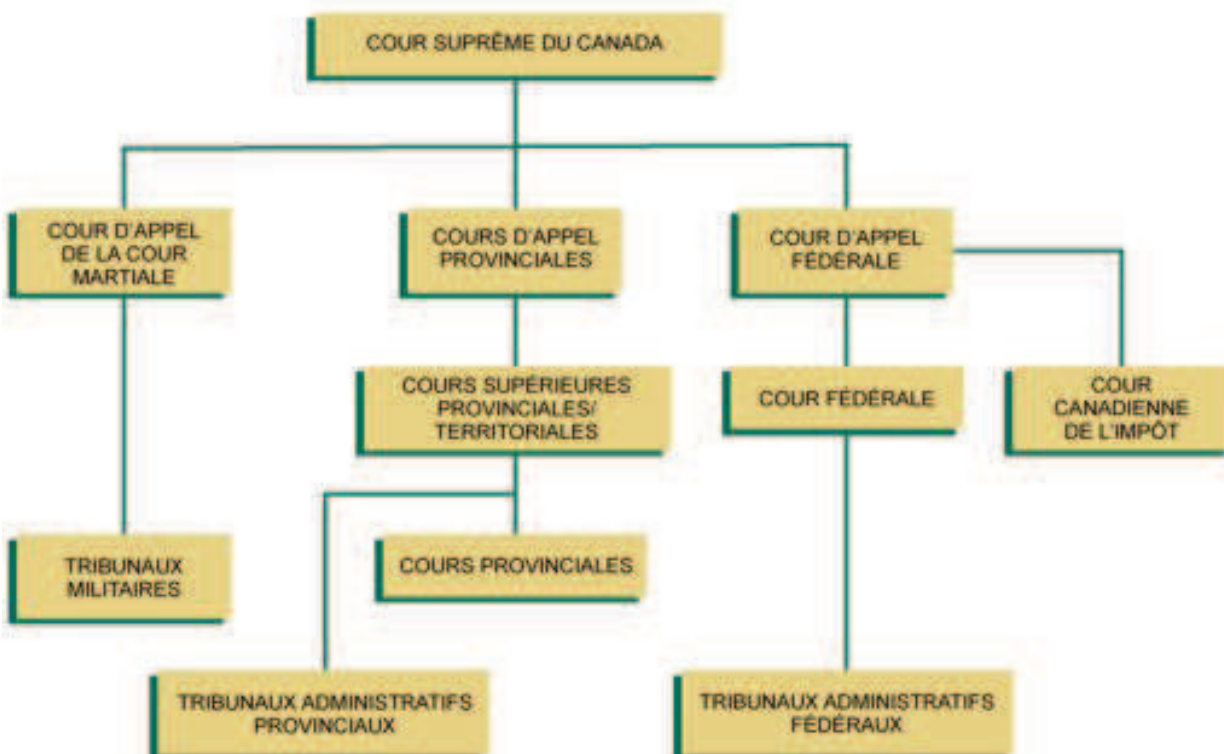 COUR SUPRÊME DU CANADA
COUR D'APPEL
DE LA COUR
MARTIALE
COURS D'APPEL
PROVINCIALES
COUR D'APPEL
FÉDÉRALE
COURS SUPÉRIEURES
PROVINCIALES/
TERRITORIALES
COUR FÉDÉRALE
COUR
CANADIENNE
DE L'IMPÔT
TRIBUNAUX
MILITAIRES
COURS PROVINCIALES
TRIBUNAUX ADMINISTRATIFS
PROVINCIAUX
TRIBUNAUX ADMINISTRATIFS
FÉDÉRAUX